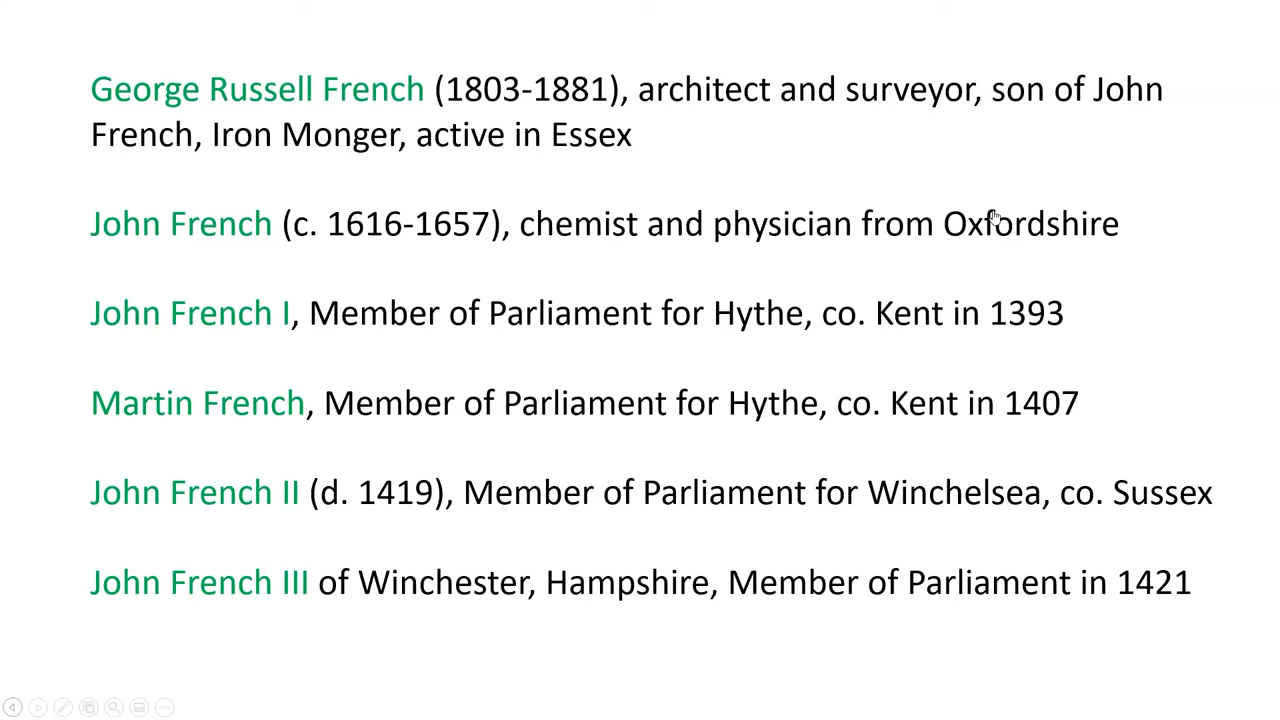 George Russell French (1803-1881), architect and surveyor, son of John
French, Iron Monger, active in Essex
John French (c. 1616-1657), chemist and physician from Oxfordshire
John French I, Member of Parliament for Hythe, co. Kent in 1393
Martin French, Member of Parliament for Hythe, co. Kent in 1407
John French II (d. 1419), Member of Parliament for Winchelsea, co. Sussex
John French III of Winchester, Hampshire, Member of Parliament in 1421